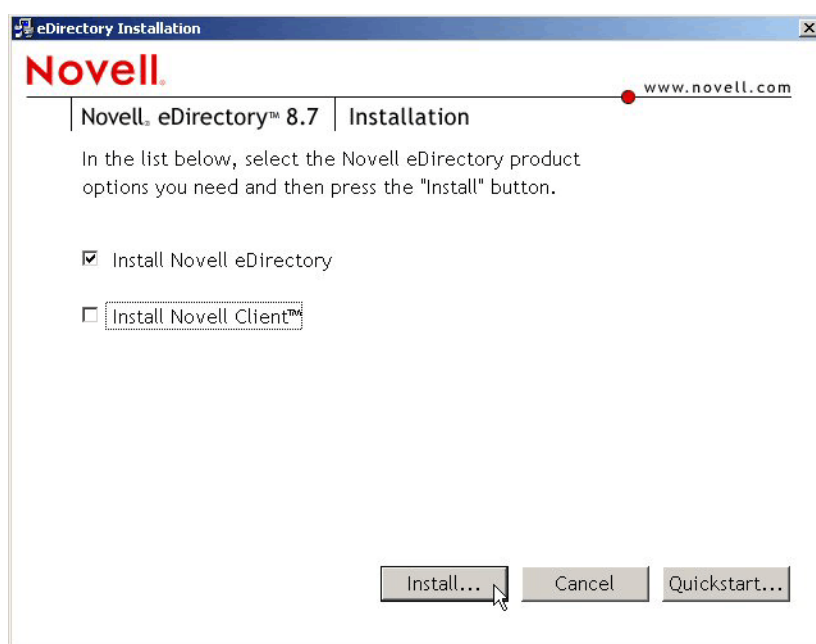 eDirectory Installation
Novell®
www.novell.com
Novell® eDirectory™ 8.7 Installation
In the list below, select the Novell eDirectory product
options you need and then press the "Install" button.
Install Novell eDirectory
Install Novell Client™
Install... Cancel Quickstart...